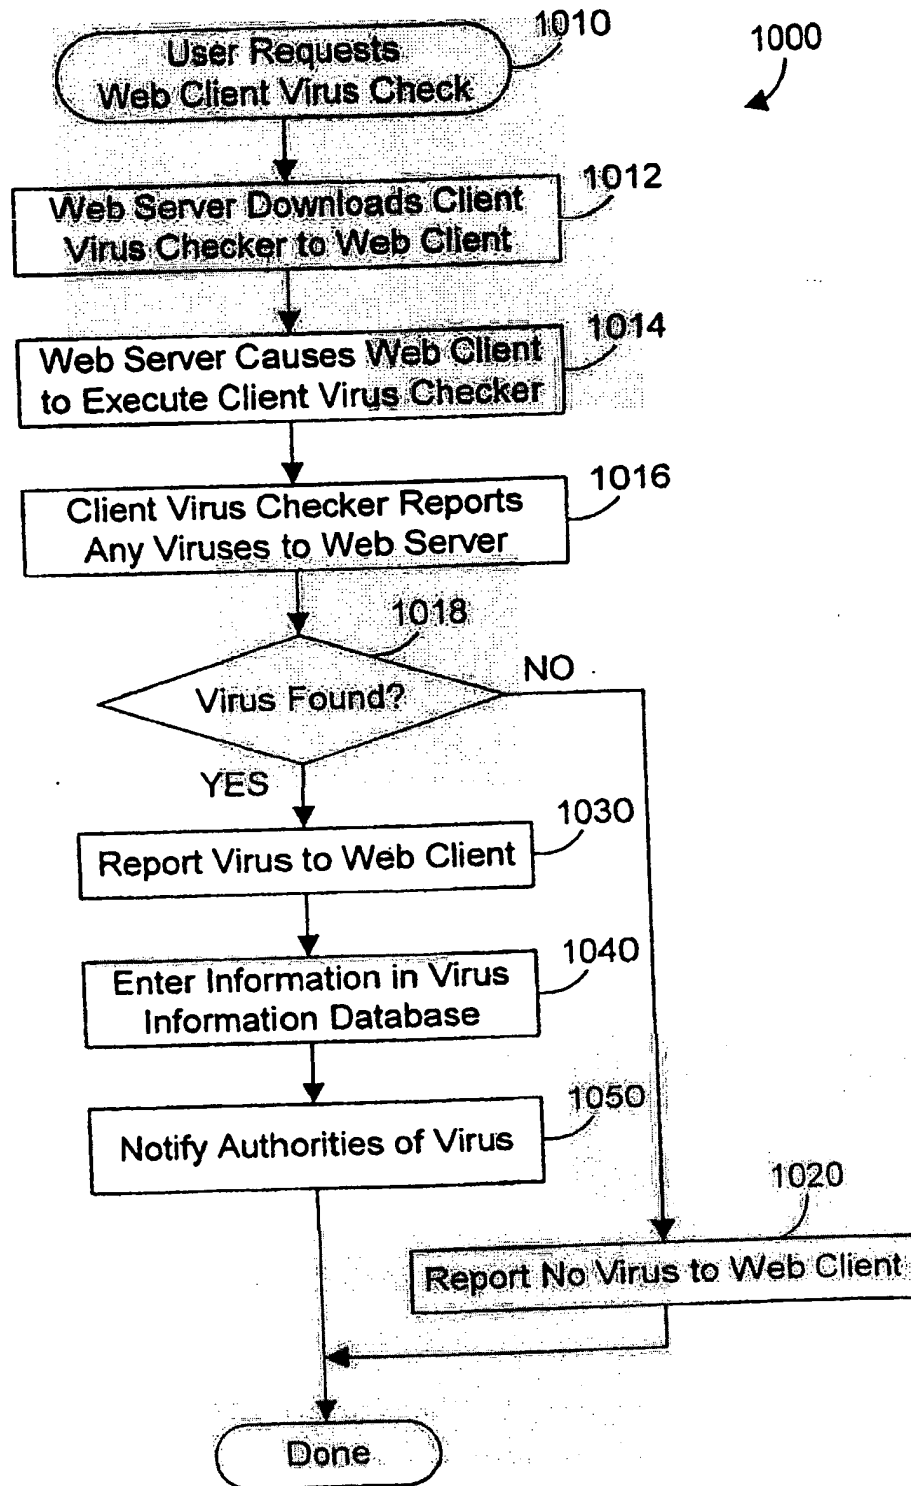 1010
1000
User Requests
Web Client Virus Check
1012
Web Server Downloads Client
Virus Checker to Web Client
1014
Web Server Causes Web Client
to Execute Client Virus Checker
1016
Client Virus Checker Reports
Any Viruses to Web Server
1018
Virus Found?
NO
YES
1030
Report Virus to Web Client
1040
Enter Information in Virus
Information Database
1050
Notify Authorities of Virus
1020
Report No Virus to Web Client
Done